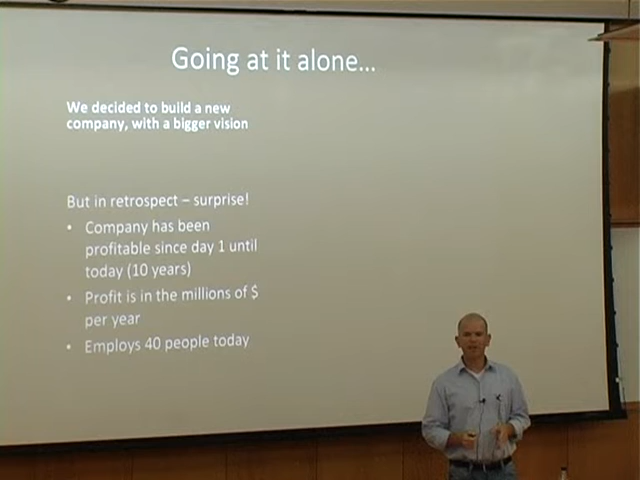 Going at it alone...
We decided to build a new
company, with a bigger vision
But in retrospect – surprise!
• Company has been
profitable since day 1 until
today (10 years)
• Profit is in the millions of $
per year
• Employs 40 people today